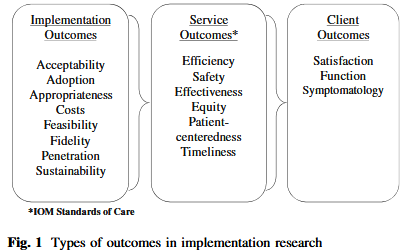 Implementation
Outcomes
Acceptability
Adoption
Appropriateness
Costs
Feasibility
Fidelity
Penetration
Sustainability
Service
Outcomes*
Efficiency
Safety
Effectiveness
Equity
Patient-
centeredness
Timeliness
Client
Outcomes
Satisfaction
Function
Symptomatology
*IOM Standards of Care
Fig. 1 Types of outcomes in implementation research